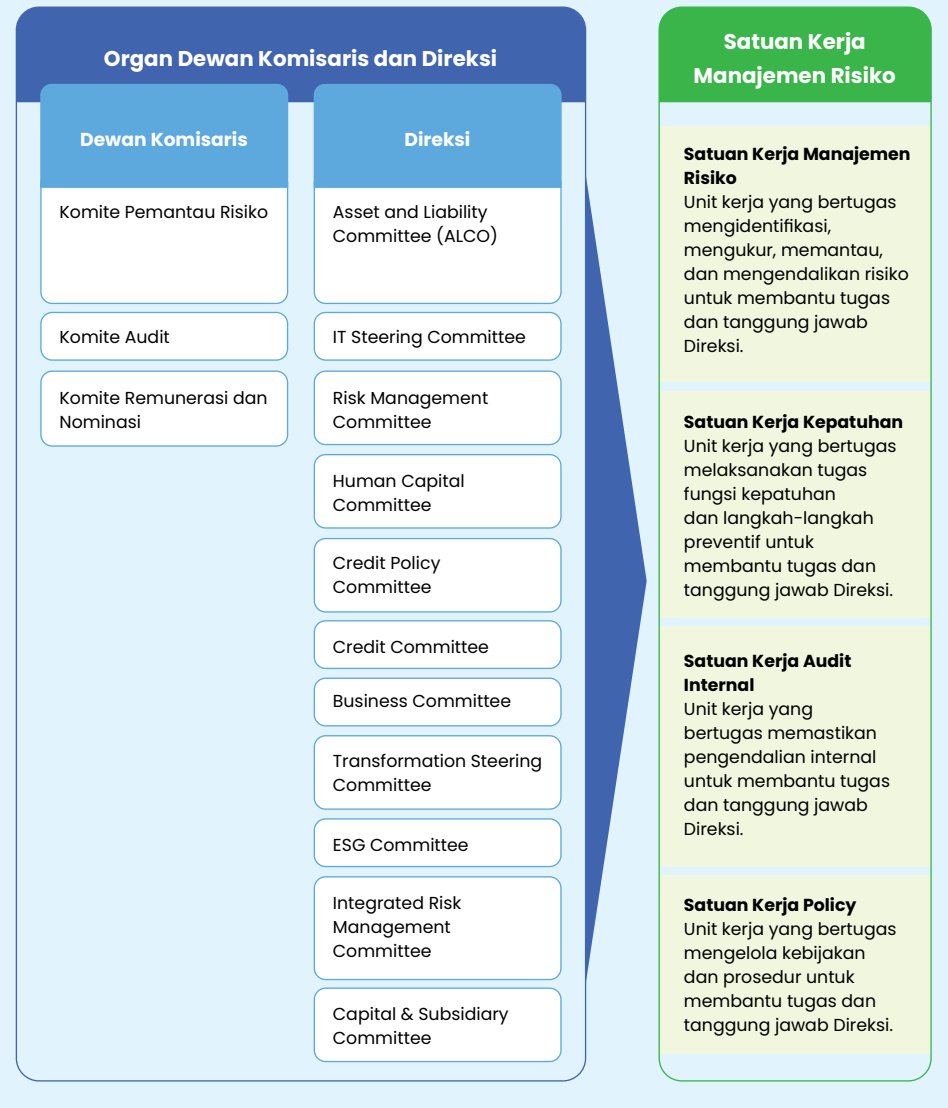 Organ Dewan Komisaris dan Direksi
Dewan Komisaris
Komite Pemantau Risiko
Komite Audit
Komite Remunerasi dan
Nominasi
Direksi
Asset and Liability
Committee (ALCO)
IT Steering Committee
Risk Management
Committee
Human Capital
Committee
Credit Policy
Committee
Credit Committee
Business Committee
Transformation Steering
Committee
ESG Committee
Integrated Risk
Management
Committee
Capital & Subsidiary
Committee
Satuan Kerja
Manajemen Risiko
Satuan Kerja Manajemen
Risiko
Unit kerja yang bertugas
mengidentifikasi,
mengukur, memantau,
dan mengendalikan risiko
untuk membantu tugas
dan tanggung jawab
Direksi.
Satuan Kerja Kepatuhan
Unit kerja yang bertugas
melaksanakan tugas
fungsi kepatuhan
dan langkah-langkah
preventif untuk
membantu tugas dan
tanggung jawab Direksi.
Satuan Kerja Audit
Internal
Unit kerja yang
bertugas memastikan
pengendalian internal
untuk membantu tugas
dan tanggung jawab
Direksi.
Satuan Kerja Policy
Unit kerja yang bertugas
mengelola kebijakan
dan prosedur untuk
membantu tugas dan
tanggung jawab Direksi.